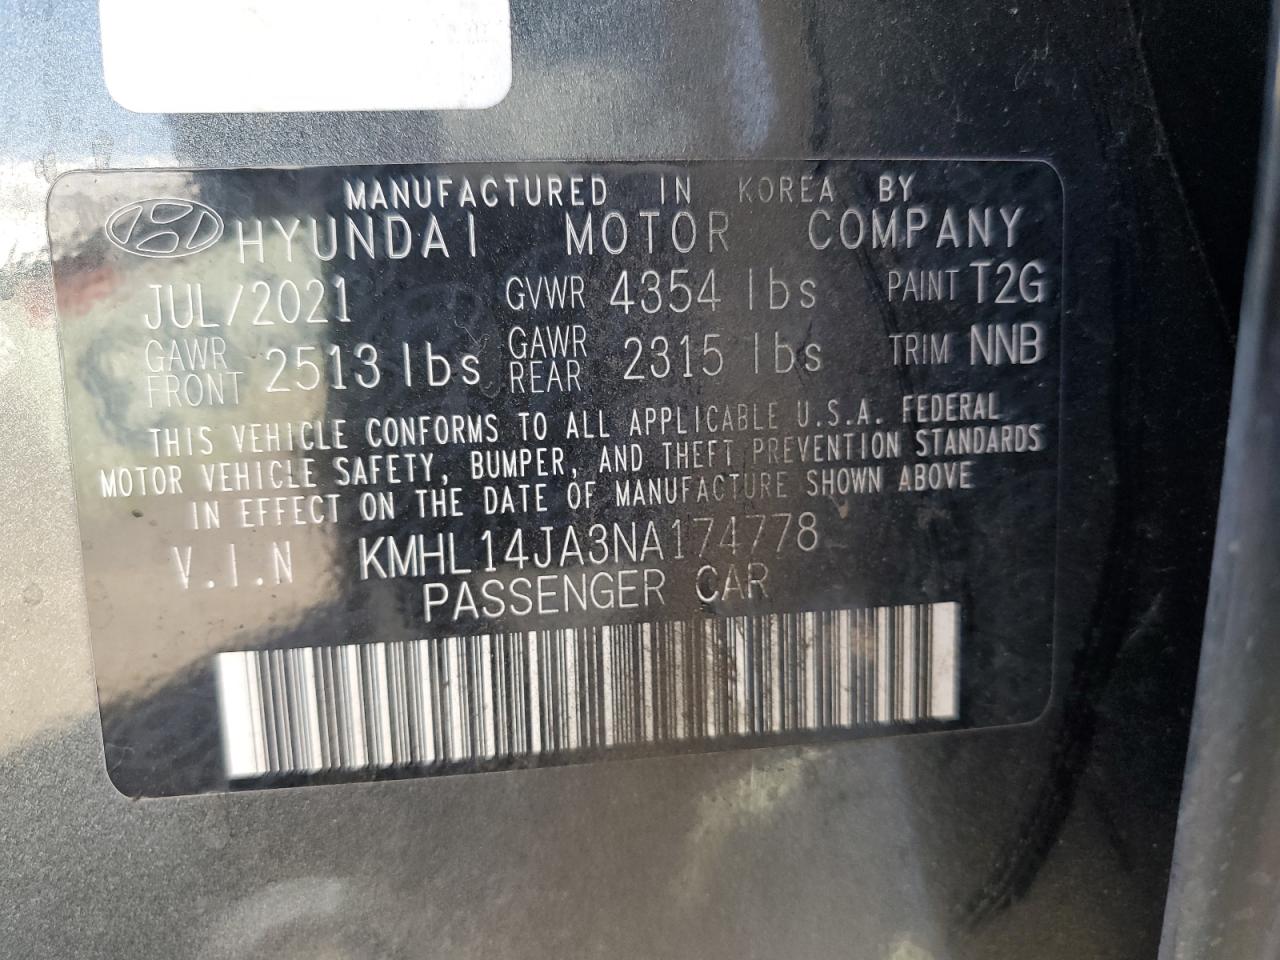 MANUFACTURED IN KOREA BY
HYUNDAI MOTOR COMPANY
JUL/2021 GVWR 4354 lbs PAINT T2G
GAWR FRONT 2513 lbs GAWR REAR 2315 lbs TRIM NNB
THIS VEHICLE CONFORMS TO ALL APPLICABLE U.S.A. FEDERAL
MOTOR VEHICLE SAFETY, BUMPER, AND THEFT PREVENTION STANDARDS
IN EFFECT ON THE DATE OF MANUFACTURE SHOWN ABOVE
V.I.N KMHL14JA3NA174778
PASSENGER CAR